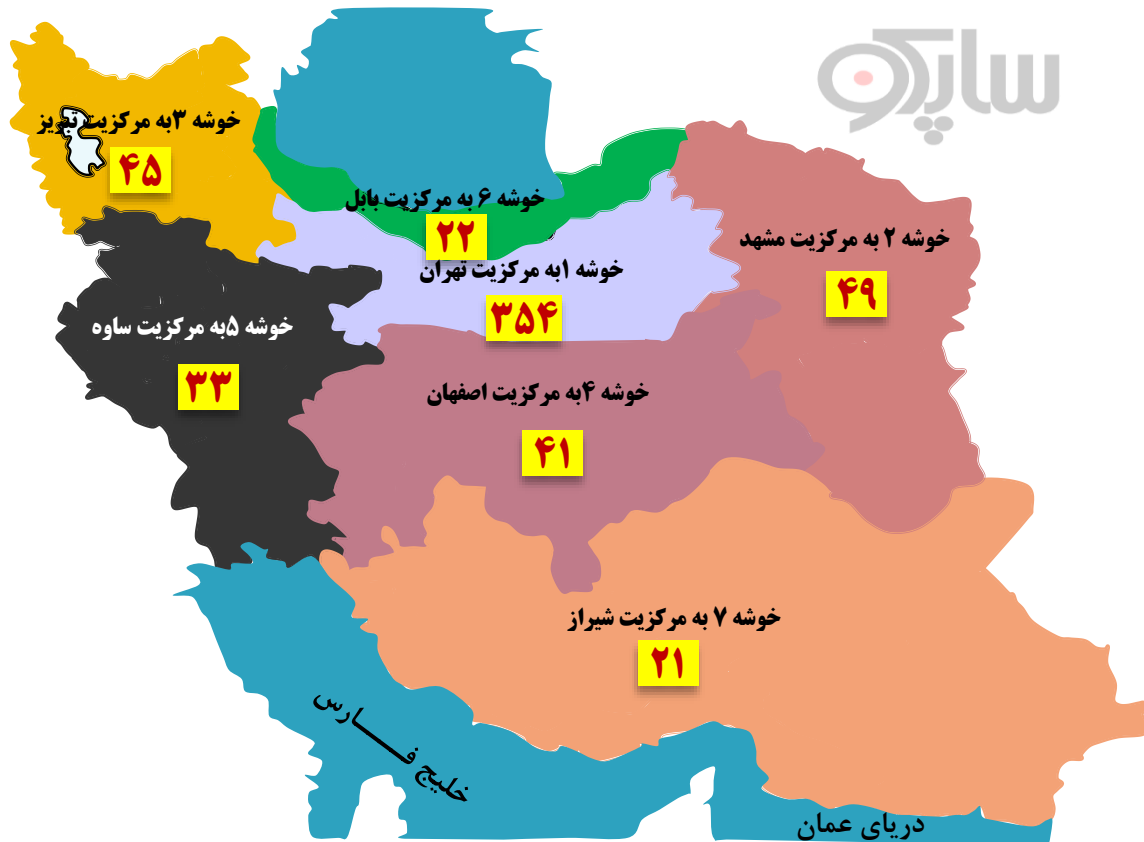 ساپکو
خوشه ۳به مرکزیت تبریز
۴۵
خوشه ۶ به مرکزیت بابل
۲۲
خوشه ۲ به مرکزیت مشهد
۴۹
خوشه ۱به مرکزیت تهران
۳۵۴
خوشه ۵به مرکزیت ساوه
۳۳
خوشه ۴به مرکزیت اصفهان
۴۱
خوشه ۷ به مرکزیت شیراز
۲۱
خلیج فـــــارس
دریای عمان